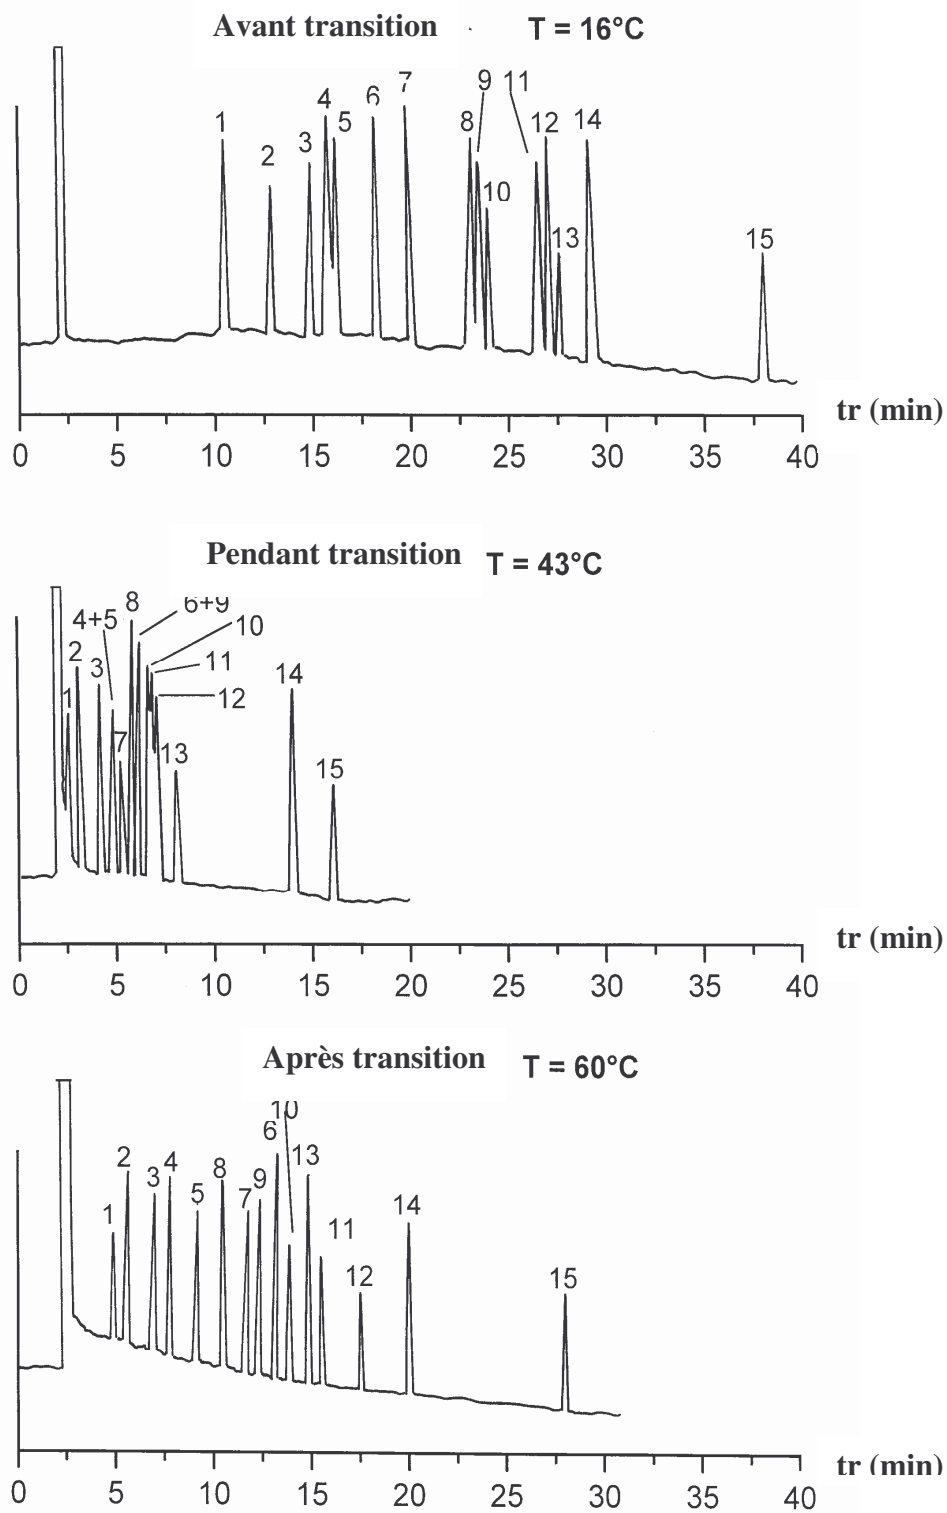 Avant transition T = 16°C
9 11
7
6
4
1 5 8 12 14
3
2
10
13 15
tr (min)
0 5 10 15 20 25 30 35 40
Pendant transition T = 43°C
8 6+9
4+5 10
2 11
3 14
1 12
7 13
15
tr (min)
0 5 10 15 20 25 30 35 40
Après transition T = 60°C
10
6
2 4 13
8
3 9
5 7 14
1 11
12 15
tr (min)
0 5 10 15 20 25 30 35 40